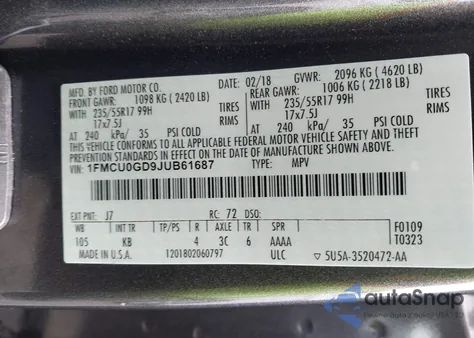 MFD. BY FORD MOTOR CO. DATE: 02/18 GVWR: 2096 KG ( 4620 LB)
FRONT GAWR: 1098 KG ( 2420 LB) REAR GAWR: 1006 KG ( 2218 LB)
WITH 235/55R17 99H TIRES WITH 235/55R17 99H TIRES
17x7.5J RIMS 17x7.5J RIMS
AT 240 kPa/ 35 PSI COLD AT 240 kPa/ 35 PSI COLD
THIS VEHICLE CONFORMS TO ALL APPLICABLE FEDERAL MOTOR VEHICLE SAFETY AND THEFT
PREVENTION STANDARDS IN EFFECT ON THE DATE OF MANUFACTURE SHOWN ABOVE.
VIN: 1FMCU0GD9JUB61687 TYPE: MPV
EXT PNT: J7 RC: 72 DSO:
WB INT TR TP/PS R AXLE TR SPR
F0109
105 KB 4 3C 6 AAAA
T0323
MADE IN U.S.A. 1201802060797 ULC ▽ 5U5A-3520472-AA
autoSnap